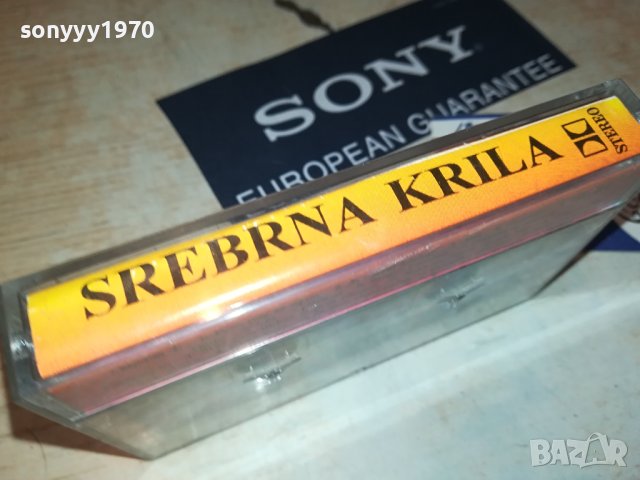 sonyyy1970
SONY
EUROPEAN GUARANTEE
SREBRNA KRILA
STEREO
BAZAR